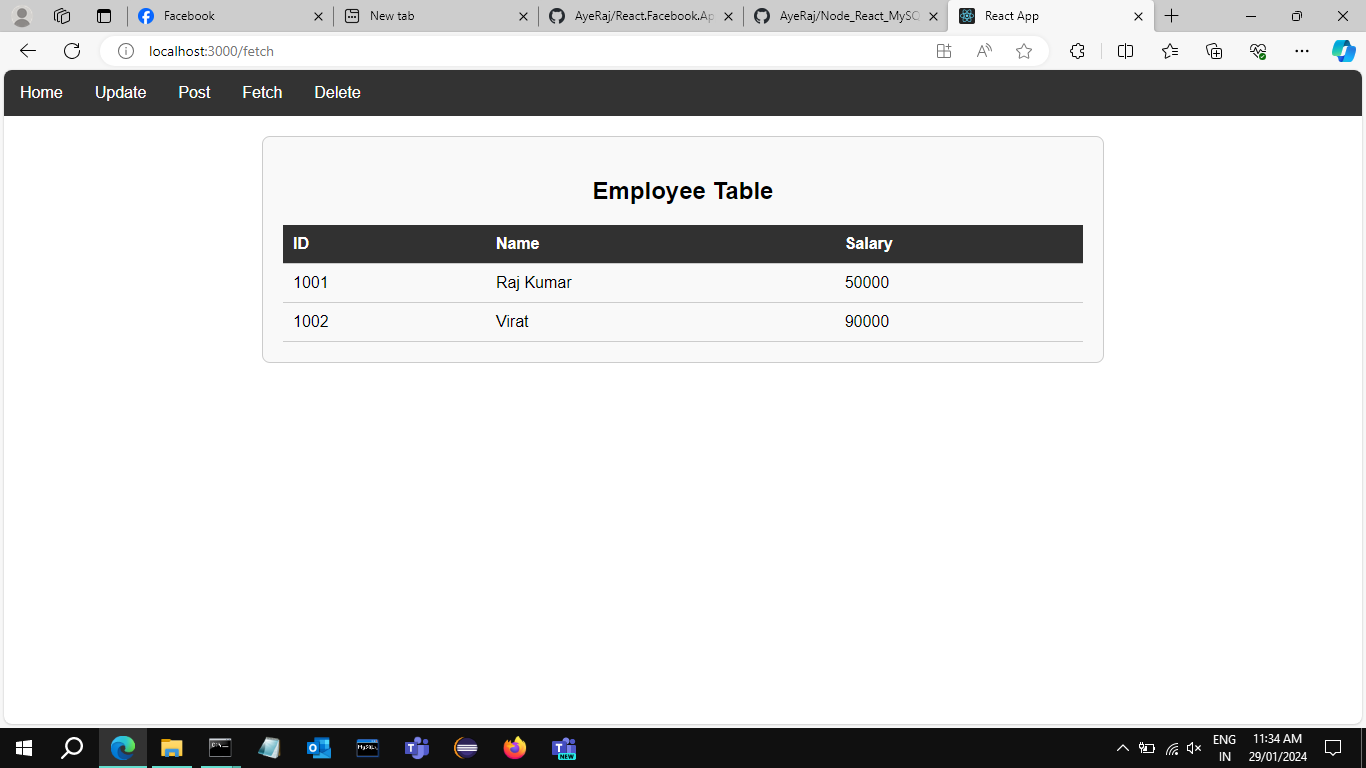 Facebook
New tab
AyeRaj/React.Facebook.Ap
AyeRaj/Node_React_MySQ
React App
localhost:3000/fetch
Home Update Post Fetch Delete
Employee Table
ID Name Salary
1001 Raj Kumar 50000
1002 Virat 90000
ENG
IN
11:34 AM
29/01/2024
NEW